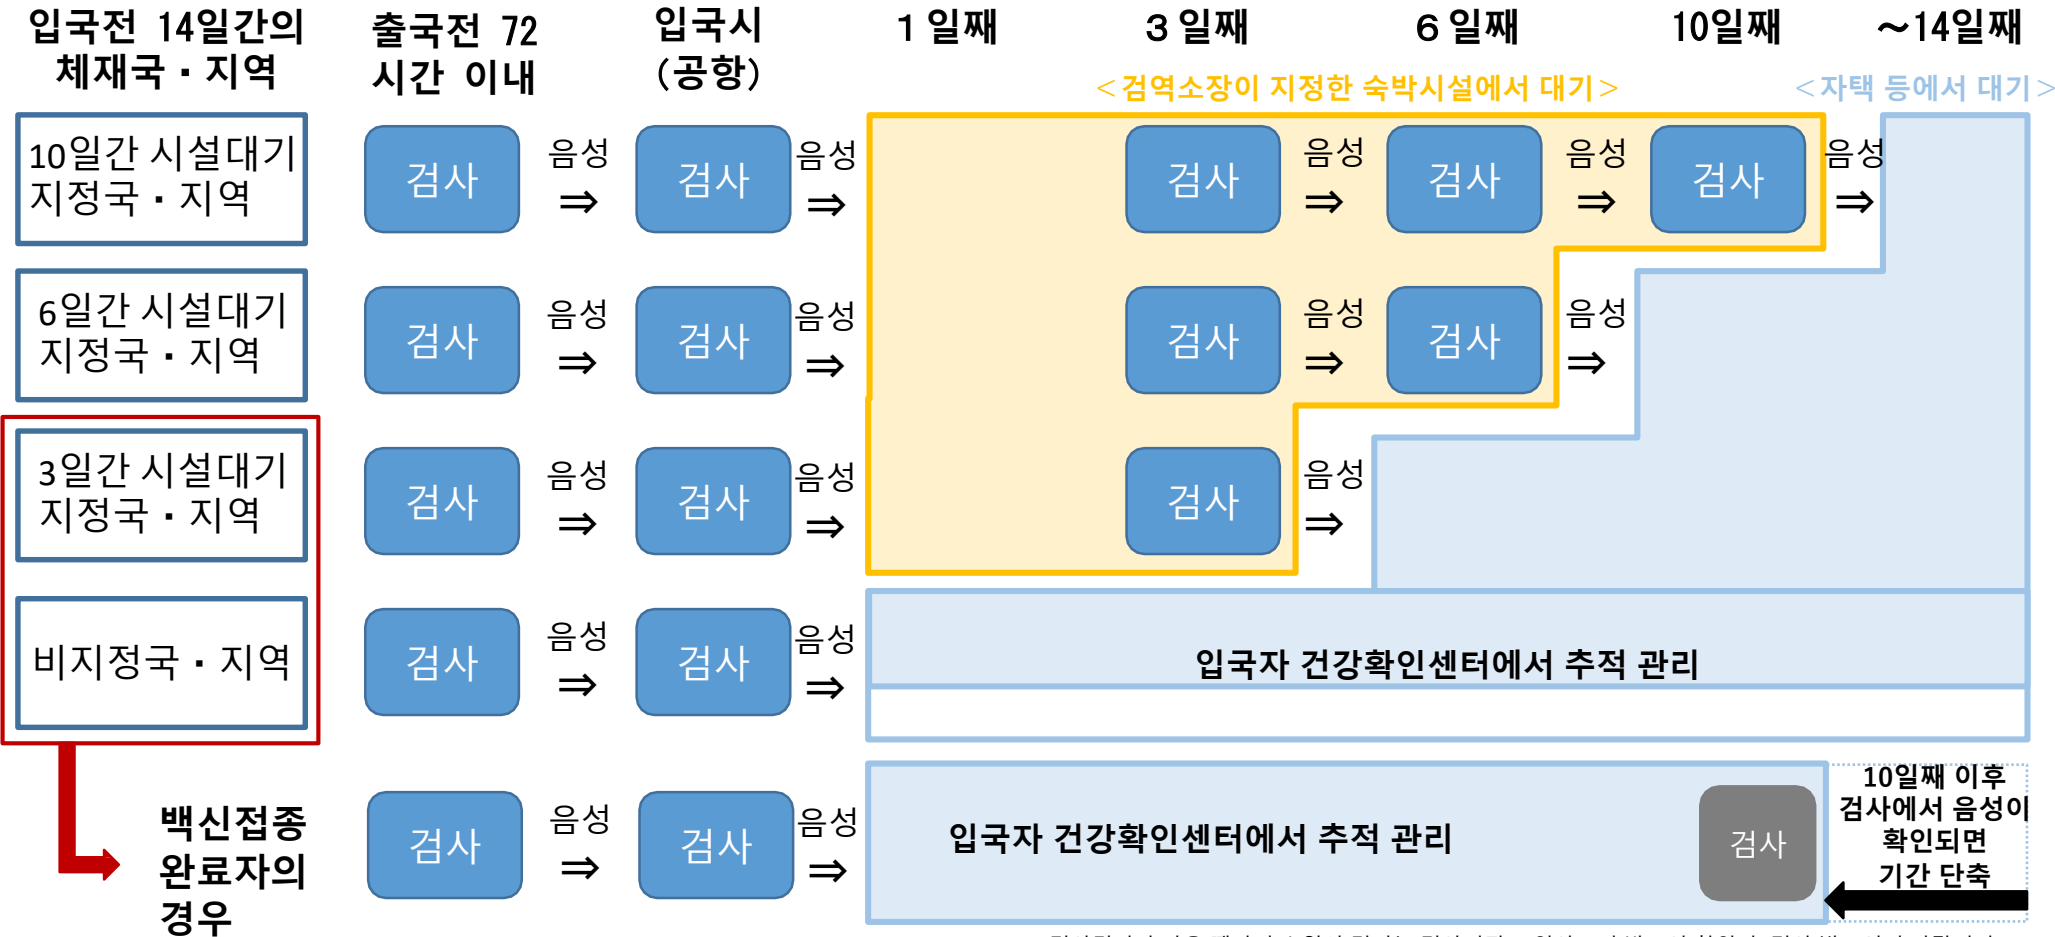 입국전 14일간의
체재국・지역
출국전 72
시간 이내
입국시
(공항)
1 일째
3 일째
6 일째
10일째
～14일째
＜검역소장이 지정한 숙박시설에서 대기＞
＜자택 등에서 대기＞
10일간 시설대기
지정국・지역
검사
음성
⇒
검사
음성
⇒
검사
음성
⇒
검사
음성
⇒
검사
음성
⇒
6일간 시설대기
지정국・지역
검사
음성
⇒
검사
음성
⇒
검사
음성
⇒
검사
음성
⇒
3일간 시설대기
지정국・지역
검사
음성
⇒
검사
음성
⇒
검사
음성
⇒
비지정국・지역
검사
음성
⇒
검사
음성
⇒
입국자 건강확인센터에서 추적 관리
백신접종
완료자의
경우
검사
음성
⇒
검사
음성
⇒
입국자 건강확인센터에서 추적 관리
검사
10일째 이후
검사에서 음성이
확인되면
기간 단축